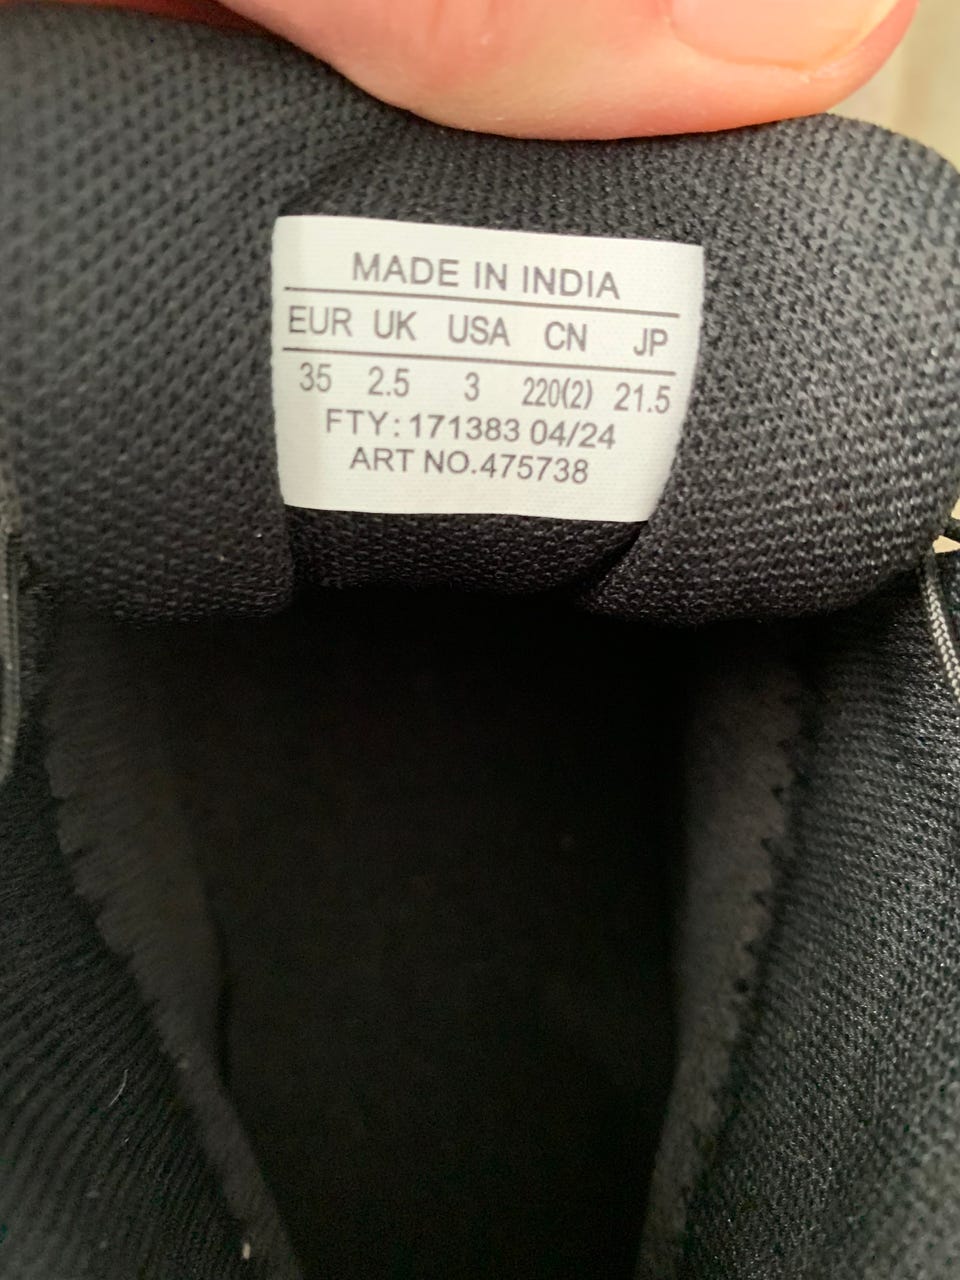 MADE IN INDIA
EUR UK USA CN JP
35 2.5 3 220(2) 21.5
FTY: 171383 04/24
ART NO.475738